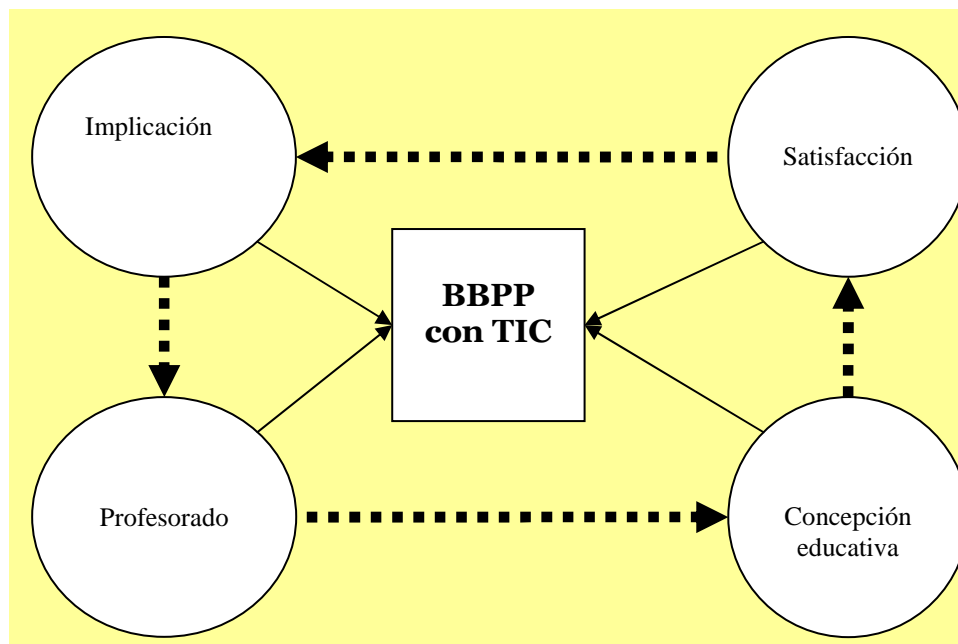 Implicación
Satisfacción
BBPP
con TIC
Profesorado
Concepción
educativa